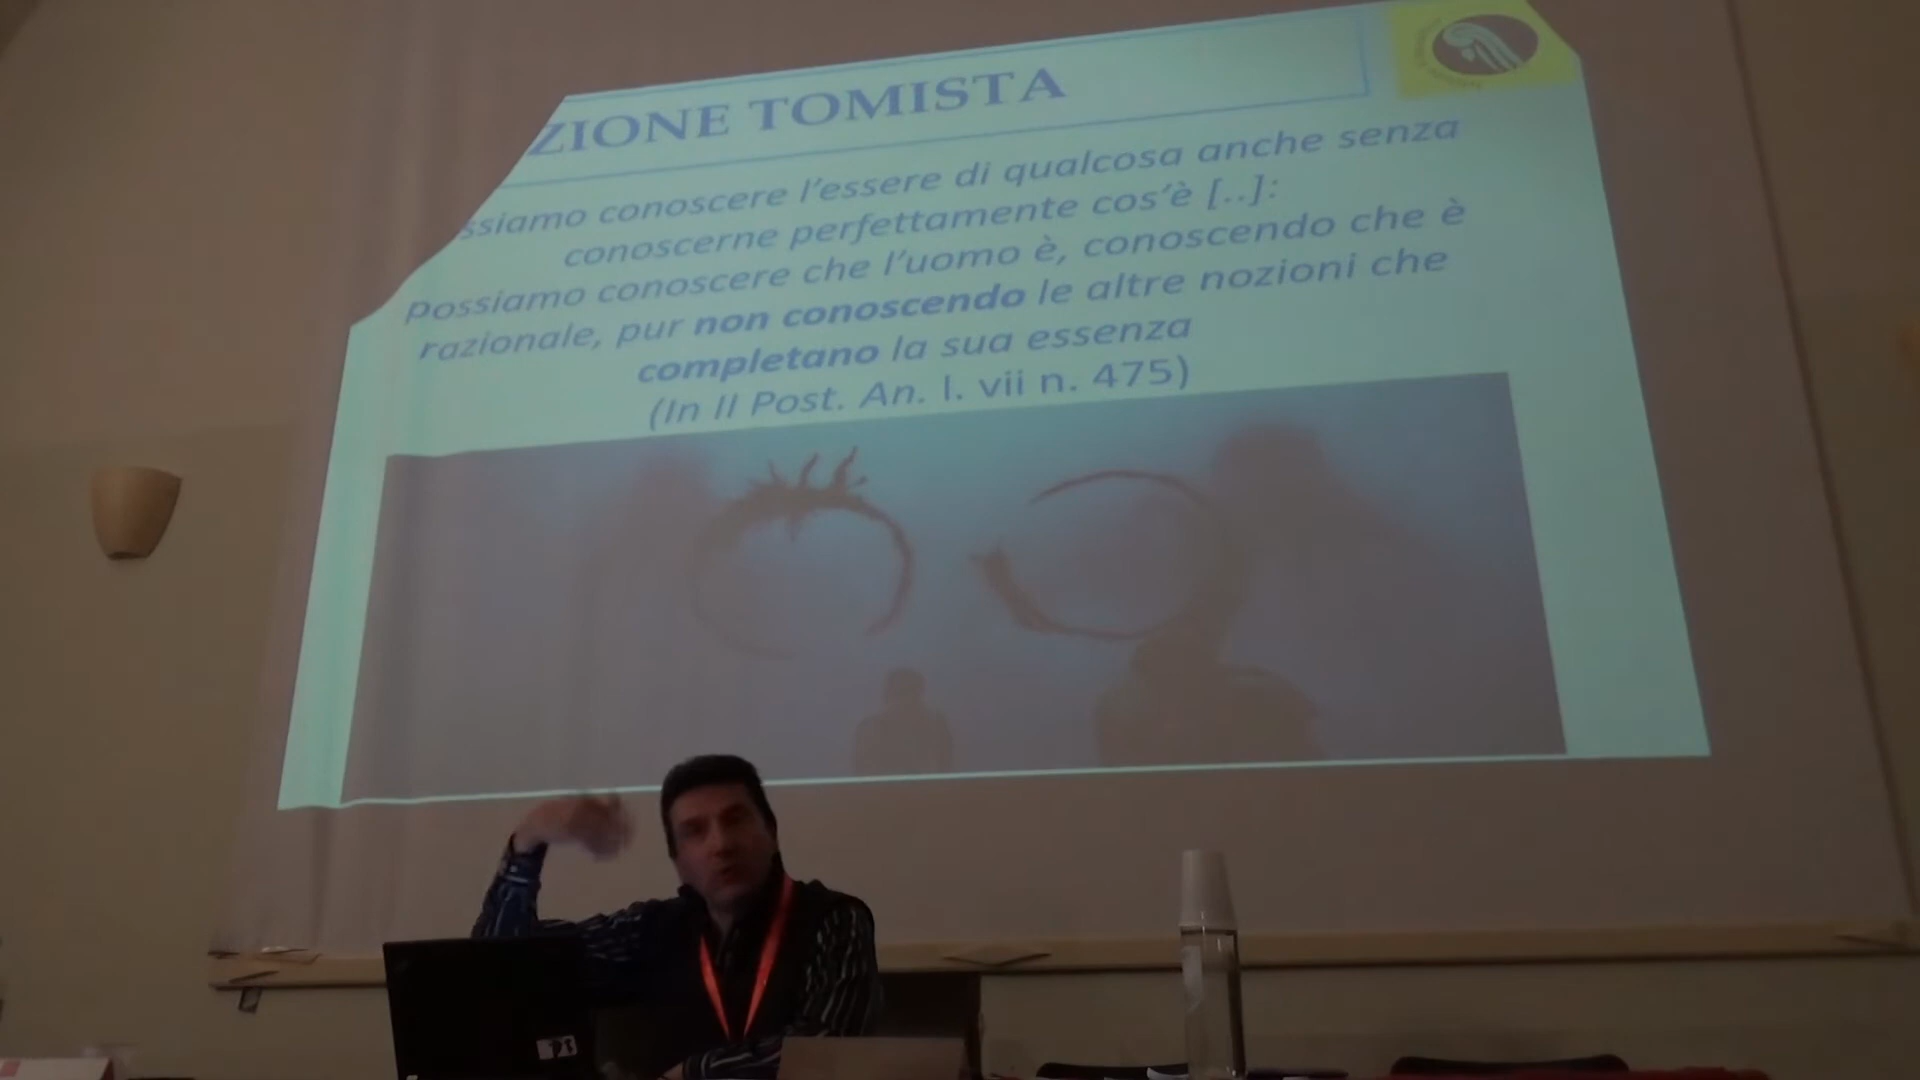 ZIONE TOMISTA
ssiamo conoscere l'essere di qualcosa anche senza
conoscerne perfettamente cos'è [..]:
Possiamo conoscere che l'uomo è, conoscendo che è
razionale, pur non conoscendo le altre nozioni che
completano la sua essenza
(In II Post. An. l. vii n. 475)